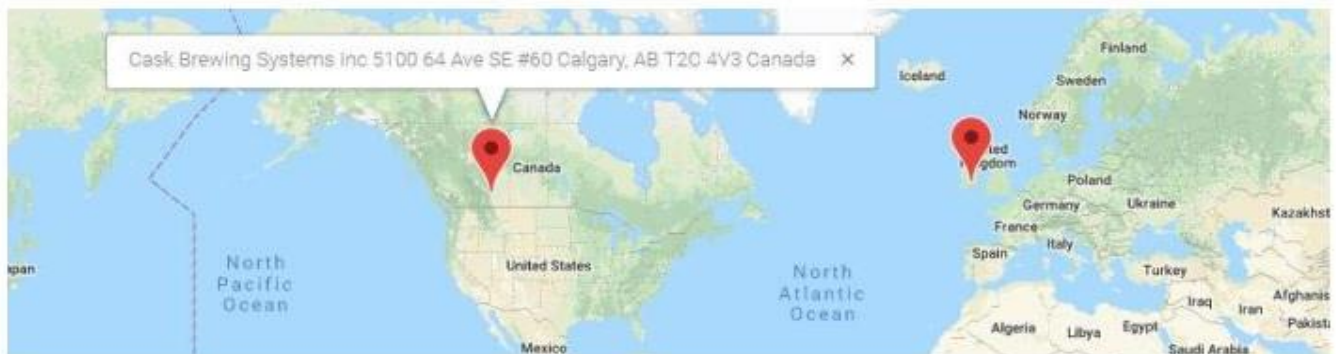 Cask Brewing Systems Inc 5100 64 Ave SE #60 Calgary, AB T2C 4V3 Canada ×
Finland
Iceland
Sweden
Norway
Canada
Poland
Germany
Ukraine
France
Kazakhst
Italy
Spain
North
Pacific
Ocean
United States
North
Atlantic
Ocean
Turkey
Iraq
Iran
Afghanis
Pakista
Algeria
Libya
Egypt
Saudi Arabia
Mexico
apan